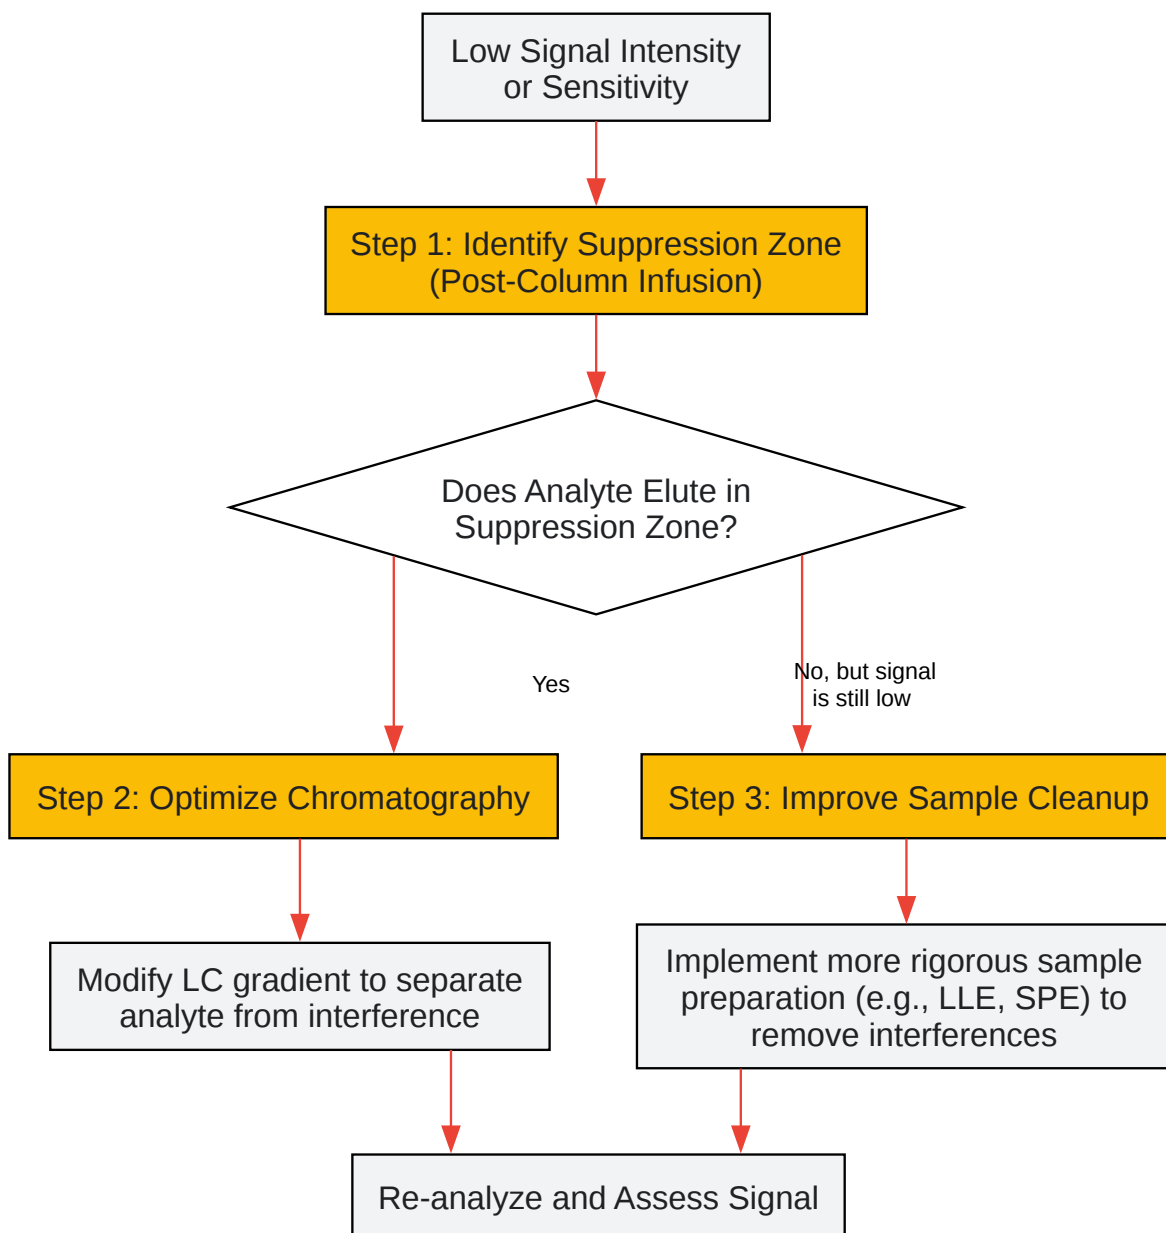 Low Signal Intensity
or Sensitivity
Step 1: Identify Suppression Zone
(Post-Column Infusion)
Does Analyte Elute in
Suppression Zone?
Yes
No, but signal
is still low
Step 2: Optimize Chromatography
Step 3: Improve Sample Cleanup
Modify LC gradient to separate
analyte from interference
Implement more rigorous sample
preparation (e.g., LLE, SPE) to
remove interferences
Re-analyze and Assess Signal